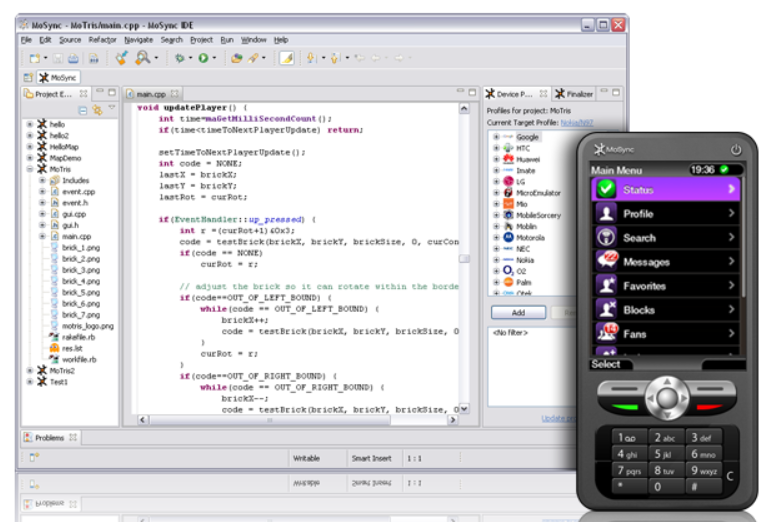 MoSync - MoTris/main.cpp - MoSync IDE
File Edit Source Refactor Navigate Search Project Run Window Help
MoSync
Project E...
hello
hello2
HelloMap
MapDemo
MoTris
Includes
event.cpp
event.h
gui.cpp
gui.h
main.cpp
brick_1.png
brick_2.png
brick_3.png
brick_4.png
brick_5.png
brick_6.png
brick_7.png
motris_logo.png
rakefile.rb
res.lst
workfile.rb
MoTris2
Test1
main.cpp
void updatePlayer() {
int time=maGetMilliSecondCount();
if(time<timeToNextPlayerUpdate) return;
setTimeToNextPlayerUpdate();
int code = NONE;
lastX = brickX;
lastY = brickY;
lastRot = curRot;
if(EventHandler::up_pressed) {
int r =(curRot+1)&0x3;
code = testBrick(brickX, brickY, brickSize, 0, curCon
if(code == NONE)
curRot = r;
// adjust the brick so it can rotate within the borde
if(code==OUT_OF_LEFT_BOUND) {
while(code == OUT_OF_LEFT_BOUND) {
brickX++;
code = testBrick(brickX, brickY, brickSize, 0
}
curRot = r;
}
if(code==OUT_OF_RIGHT_BOUND) {
while(code == OUT_OF_RIGHT_BOUND) {
brickX--;
code = testBrick(brickX, brickY, brickSize, 0
Device P...
Finalizer
Profiles for project: MoTris
Current Target Profile: Nokia/N92
Google
HTC
Huawei
Innate
LG
MicroEmulator
Mio
MobileSorcery
Moblin
Motorola
NEC
Nokia
O2
Palm
Qtek
Add
<No filter>
Problems
Writable Smart Insert 1 : 1
MoSync
Main Menu 19:36
Status
Profile
Search
Messages
Favorites
Blocks
Fans
Select
1 2 abc 3 def
4 ghi 5 jkl 6 mno
7 pqrs 8 tuv 9 wxyz
* 0 # C